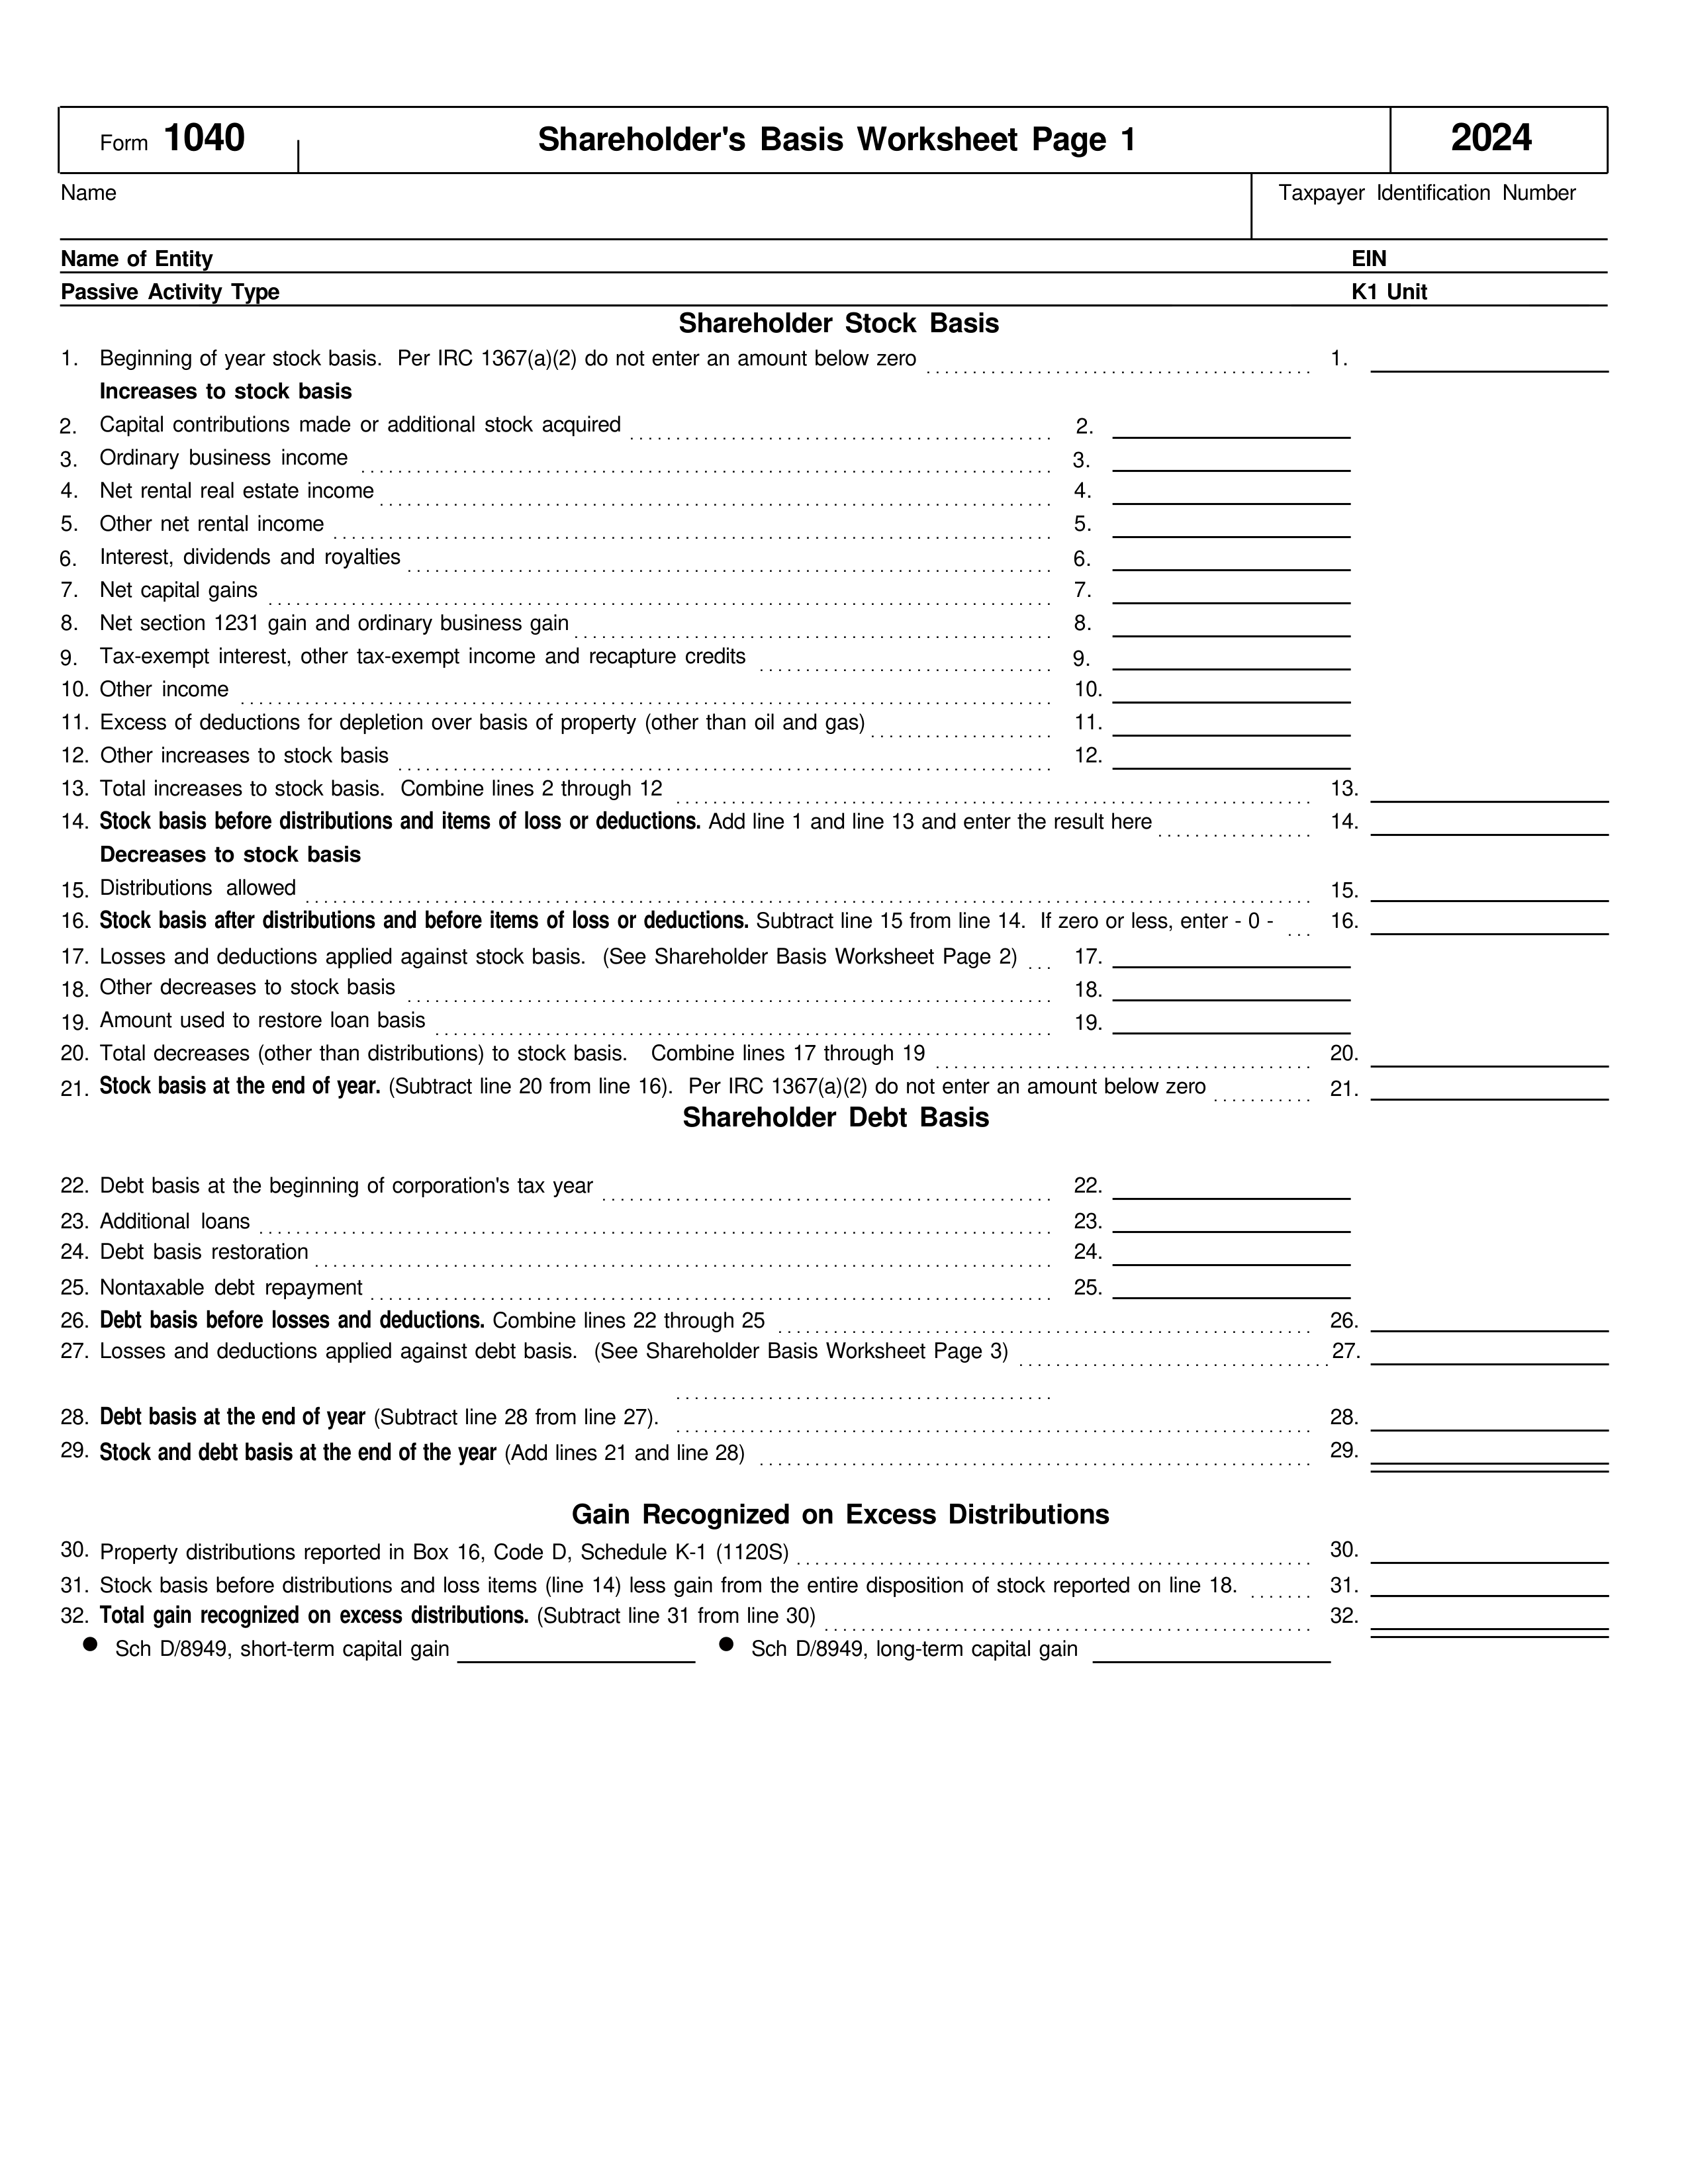 Form 1040 Shareholder's Basis Worksheet Page 1 2024
Name Taxpayer Identification Number
Name of Entity EIN
Passive Activity Type K1 Unit
Shareholder Stock Basis
1. Beginning of year stock basis. Per IRC 1367(a)(2) do not enter an amount below zero 1.
Increases to stock basis
2. Capital contributions made or additional stock acquired 2.
3. Ordinary business income 3.
4. Net rental real estate income 4.
5. Other net rental income 5.
6. Interest, dividends and royalties 6.
7. Net capital gains 7.
8. Net section 1231 gain and ordinary business gain 8.
9. Tax-exempt interest, other tax-exempt income and recapture credits 9.
10. Other income 10.
11. Excess of deductions for depletion over basis of property (other than oil and gas) 11.
12. Other increases to stock basis 12.
13. Total increases to stock basis. Combine lines 2 through 12 13.
14. Stock basis before distributions and items of loss or deductions. Add line 1 and line 13 and enter the result here 14.
Decreases to stock basis
15. Distributions allowed 15.
16. Stock basis after distributions and before items of loss or deductions. Subtract line 15 from line 14. If zero or less, enter - 0 - 16.
17. Losses and deductions applied against stock basis. (See Shareholder Basis Worksheet Page 2) 17.
18. Other decreases to stock basis 18.
19. Amount used to restore loan basis 19.
20. Total decreases (other than distributions) to stock basis. Combine lines 17 through 19 20.
21. Stock basis at the end of year. (Subtract line 20 from line 16). Per IRC 1367(a)(2) do not enter an amount below zero 21.
Shareholder Debt Basis
22. Debt basis at the beginning of corporation's tax year 22.
23. Additional loans 23.
24. Debt basis restoration 24.
25. Nontaxable debt repayment 25.
26. Debt basis before losses and deductions. Combine lines 22 through 25 26.
27. Losses and deductions applied against debt basis. (See Shareholder Basis Worksheet Page 3) 27.
28. Debt basis at the end of year (Subtract line 28 from line 27). 28.
29. Stock and debt basis at the end of the year (Add lines 21 and line 28) 29.
Gain Recognized on Excess Distributions
30. Property distributions reported in Box 16, Code D, Schedule K-1 (1120S) 30.
31. Stock basis before distributions and loss items (line 14) less gain from the entire disposition of stock reported on line 18. 31.
32. Total gain recognized on excess distributions. (Subtract line 31 from line 30) 32.
● Sch D/8949, short-term capital gain ● Sch D/8949, long-term capital gain